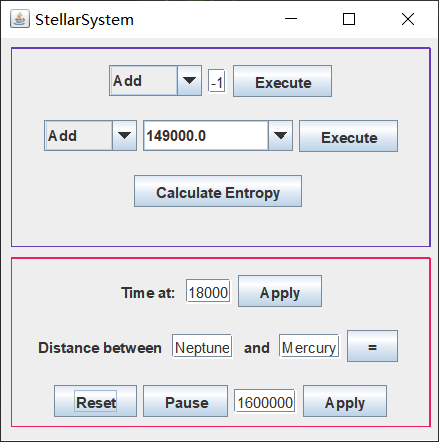 StellarSystem
Add -1 Execute
Add 149000.0 Execute
Calculate Entropy
Time at: 18000 Apply
Distance between Neptune and Mercury =
Reset Pause 1600000 Apply